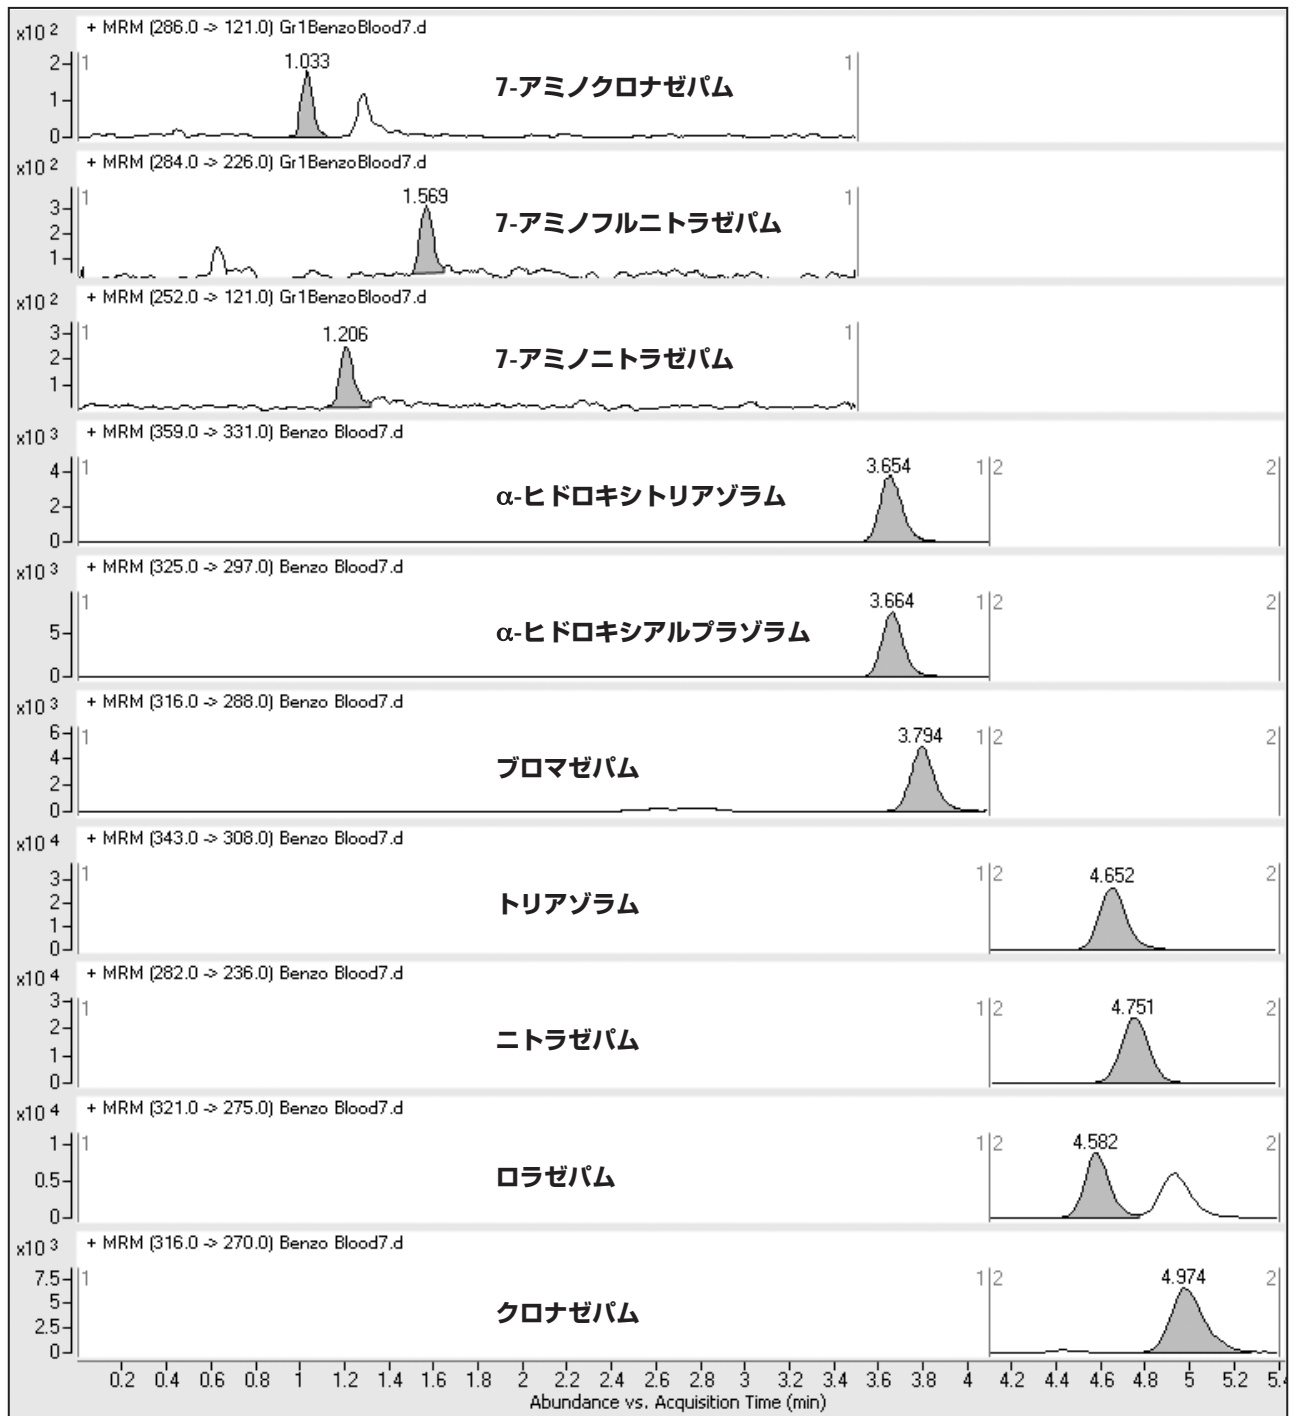 x10 2 + MRM (286.0 -> 121.0) Gr1BenzoBlood7.d
2 1 1.033 7-アミノクロナゼパム 1
1
0
x10 2 + MRM (284.0 -> 226.0) Gr1BenzoBlood7.d
1 1.569 1
3 7-アミノフルニトラゼパム
2
1
x10 2 + MRM (252.0 -> 121.0) Gr1BenzoBlood7.d
3 1 1.206 1
2 7-アミノニトラゼパム
1
x10 3 + MRM (359.0 -> 331.0) Benzo Blood7.d
4 1 3.654 1 2 2
2 α-ヒドロキシトリアゾラム
0
x10 3 + MRM (325.0 -> 297.0) Benzo Blood7.d
1 3.664 1 2 2
5 α-ヒドロキシアルプラゾラム
0
x10 3 + MRM (316.0 -> 288.0) Benzo Blood7.d
6 1 3.794 1 2 2
4 ブロマゼパム
2
0
x10 4 + MRM (343.0 -> 308.0) Benzo Blood7.d
3 1 1 2 4.652 2
2 トリアゾラム
1
0
x10 4 + MRM (282.0 -> 236.0) Benzo Blood7.d
3 1 1 2 4.751 2
2 ニトラゼパム
1
0
x10 4 + MRM (321.0 -> 275.0) Benzo Blood7.d
1 1 1 2 4.582 2
0.5 ロラゼパム
0
x10 3 + MRM (316.0 -> 270.0) Benzo Blood7.d
7.5 1 1 2 4.974 2
5 クロナゼパム
2.5
0
0.2 0.4 0.6 0.8 1 1.2 1.4 1.6 1.8 2 2.2 2.4 2.6 2.8 3 3.2 3.4 3.6 3.8 4 4.2 4.4 4.6 4.8 5 5.2 5.4
Abundance vs. Acquisition Time (min)